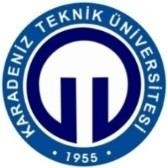 KARADENİZ TEKNİK ÜNİVERSİTESİ
• 1955 •